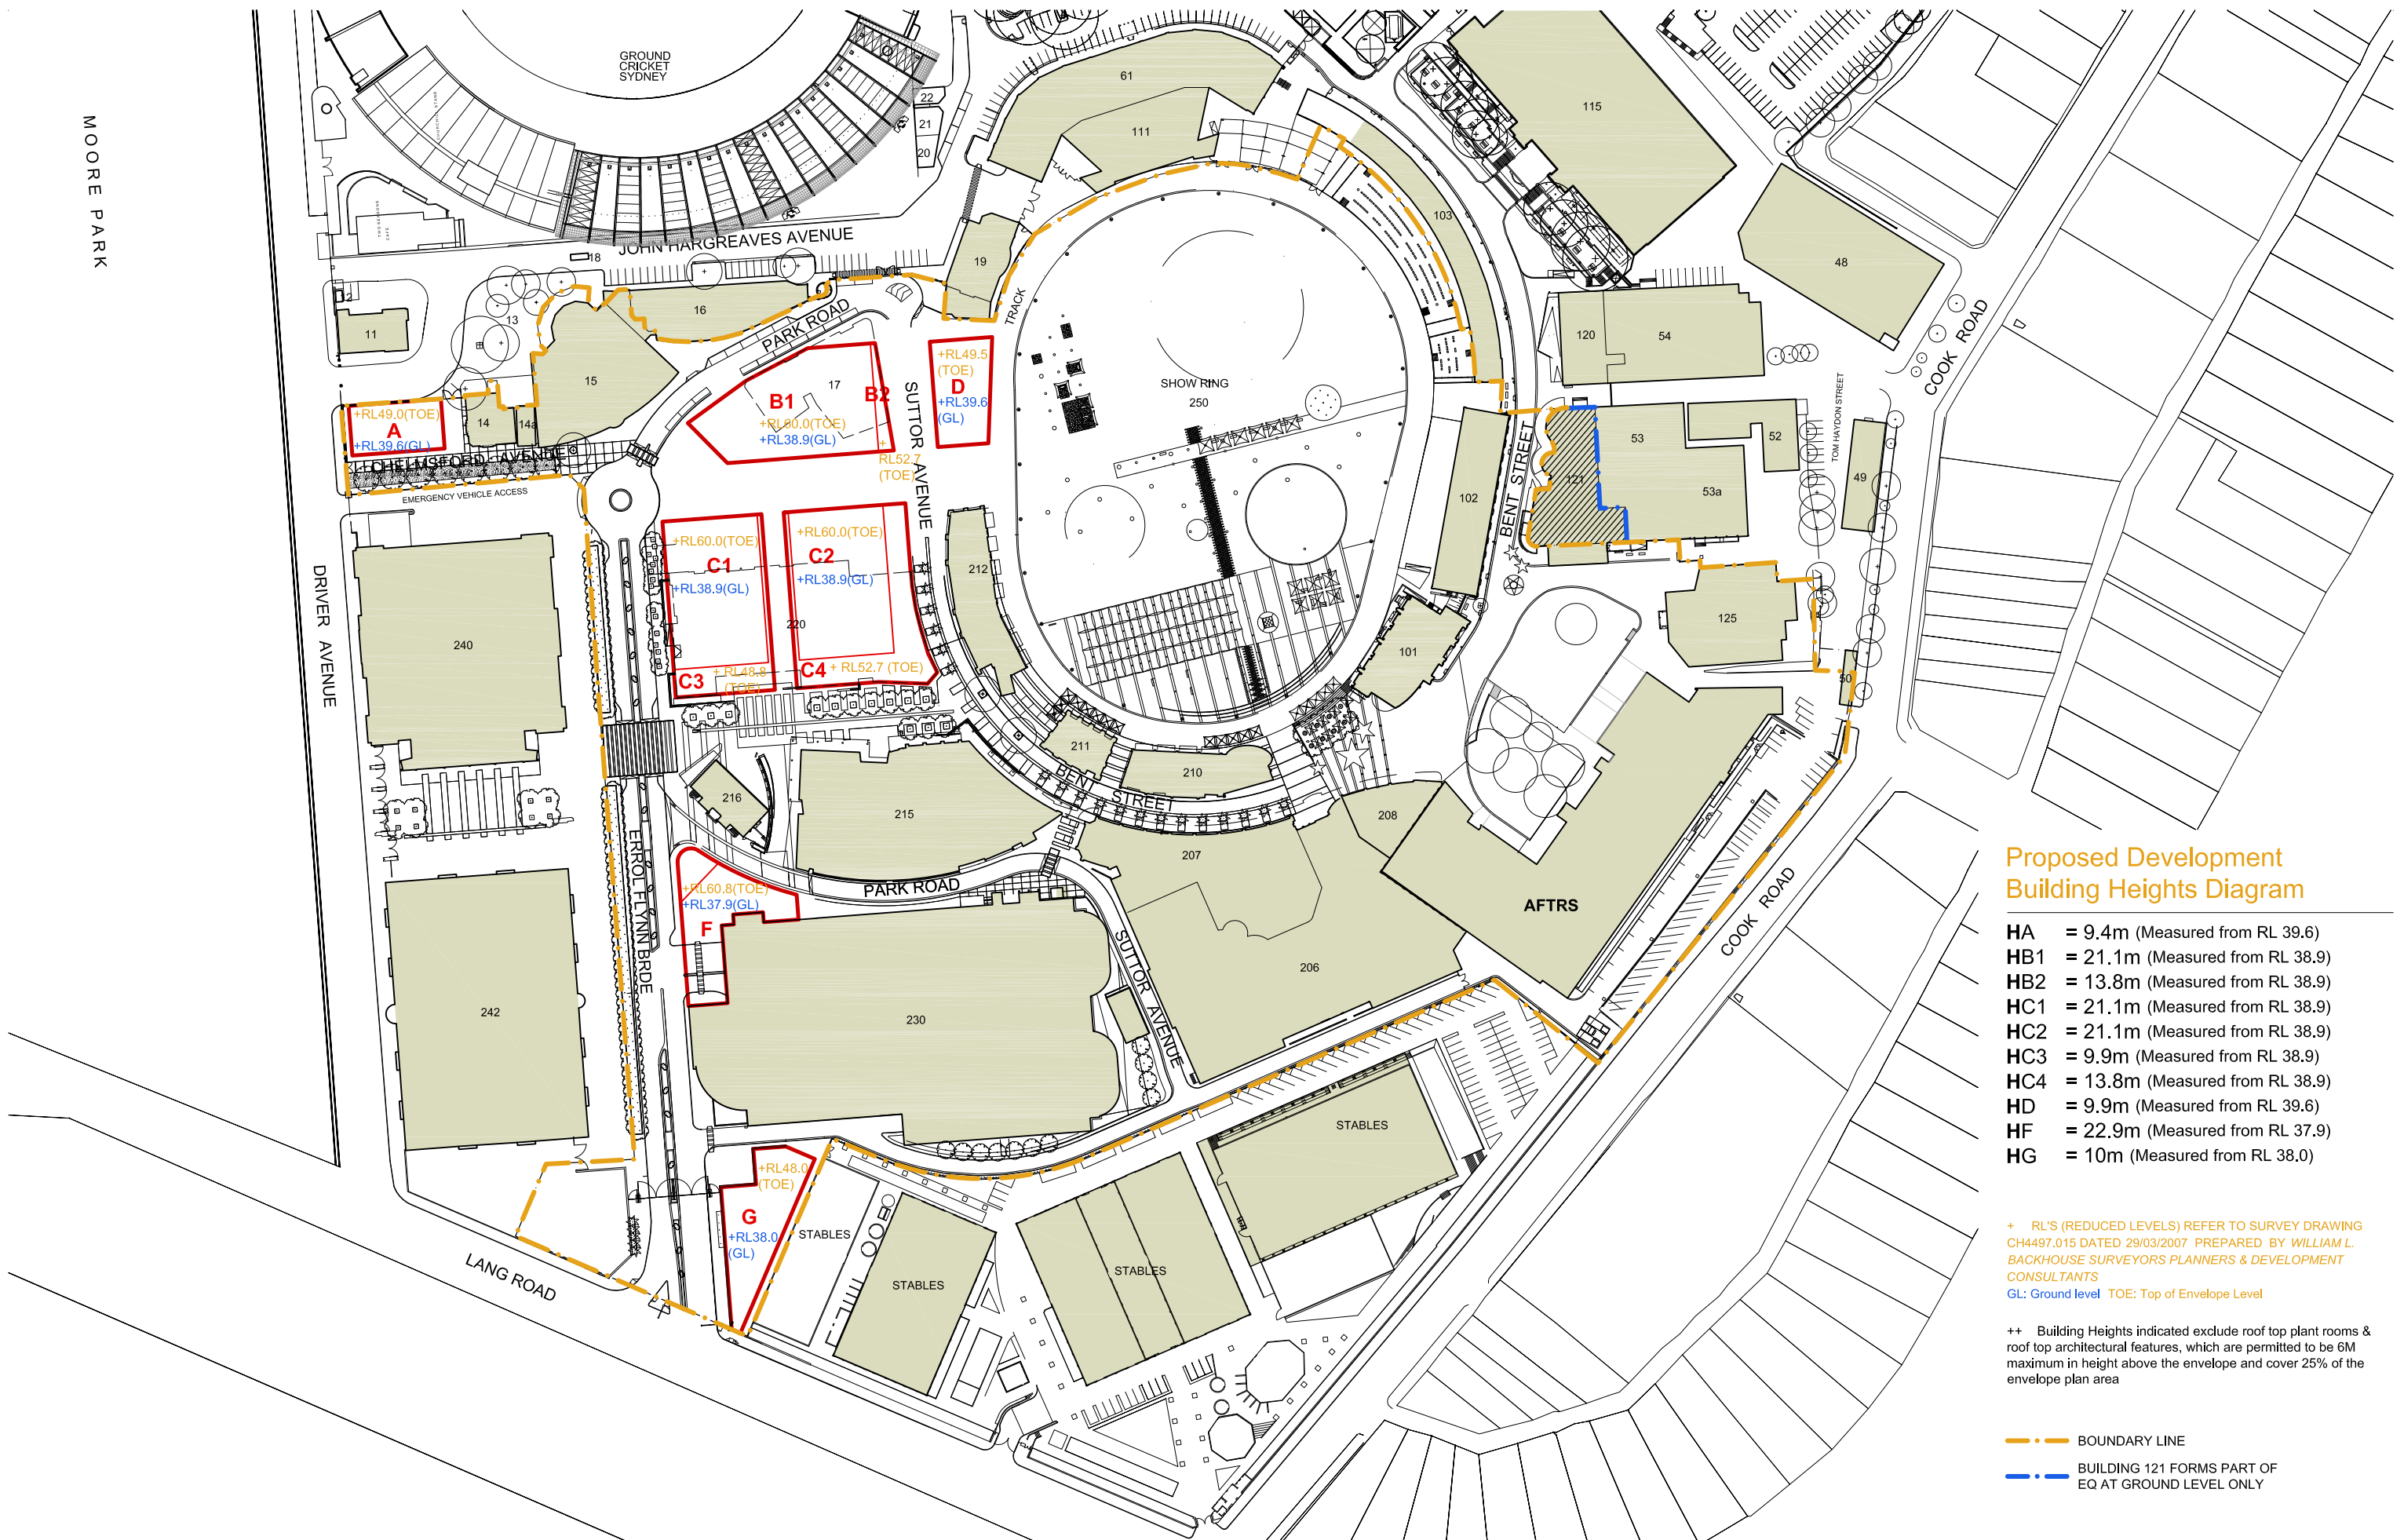 GROUND
CRICKET
SYDNEY
MOORE PARK
61
111
115
22
21
20
103
JOHN HARGREAVES AVENUE
18
12
11
13
16
19
TRACK
48
COOK ROAD
COOK ROAD
PARK ROAD
15
17
120
54
SHOW RING
250
SUTTOR AVENUE
+RL49.0(TOE)
A
+RL39.6(GL)
14
14a
B1
B2
+RL60.0(TOE)
+RL38.9(GL)
+
RL52.7
(TOE)
+RL49.5
(TOE)
D
+RL39.6
(GL)
CHELMSFORD AVENUE
EMERGENCY VEHICLE ACCESS
TOM HAYDON STREET
53
52
53a
49
121
102
BENT STREET
+RL60.0(TOE)
C1
+RL38.9(GL)
+RL60.0(TOE)
C2
+RL38.9(GL)
212
220
DRIVER AVENUE
240
C3
+ RL48.8
(TOE)
C4
+ RL52.7 (TOE)
101
125
50
211
210
BENT STREET
216
215
208
207
PARK ROAD
AFTRS
206
ERROL FLYNN BRDE
+RL60.8(TOE)
+RL37.9(GL)
F
SUTTOR AVENUE
COOK ROAD
242
230
STABLES
+RL48.0
(TOE)
G
+RL38.0
(GL)
STABLES
STABLES
STABLES
LANG ROAD
Proposed Development
Building Heights Diagram
HA = 9.4m (Measured from RL 39.6)
HB1 = 21.1m (Measured from RL 38.9)
HB2 = 13.8m (Measured from RL 38.9)
HC1 = 21.1m (Measured from RL 38.9)
HC2 = 21.1m (Measured from RL 38.9)
HC3 = 9.9m (Measured from RL 38.9)
HC4 = 13.8m (Measured from RL 38.9)
HD = 9.9m (Measured from RL 39.6)
HF = 22.9m (Measured from RL 37.9)
HG = 10m (Measured from RL 38.0)
+ RL'S (REDUCED LEVELS) REFER TO SURVEY DRAWING
CH4497.015 DATED 29/03/2007 PREPARED BY WILLIAM L.
BACKHOUSE SURVEYORS PLANNERS & DEVELOPMENT
CONSULTANTS
GL: Ground level TOE: Top of Envelope Level
++ Building Heights indicated exclude roof top plant rooms &
roof top architectural features, which are permitted to be 6M
maximum in height above the envelope and cover 25% of the
envelope plan area
BOUNDARY LINE
BUILDING 121 FORMS PART OF
EQ AT GROUND LEVEL ONLY